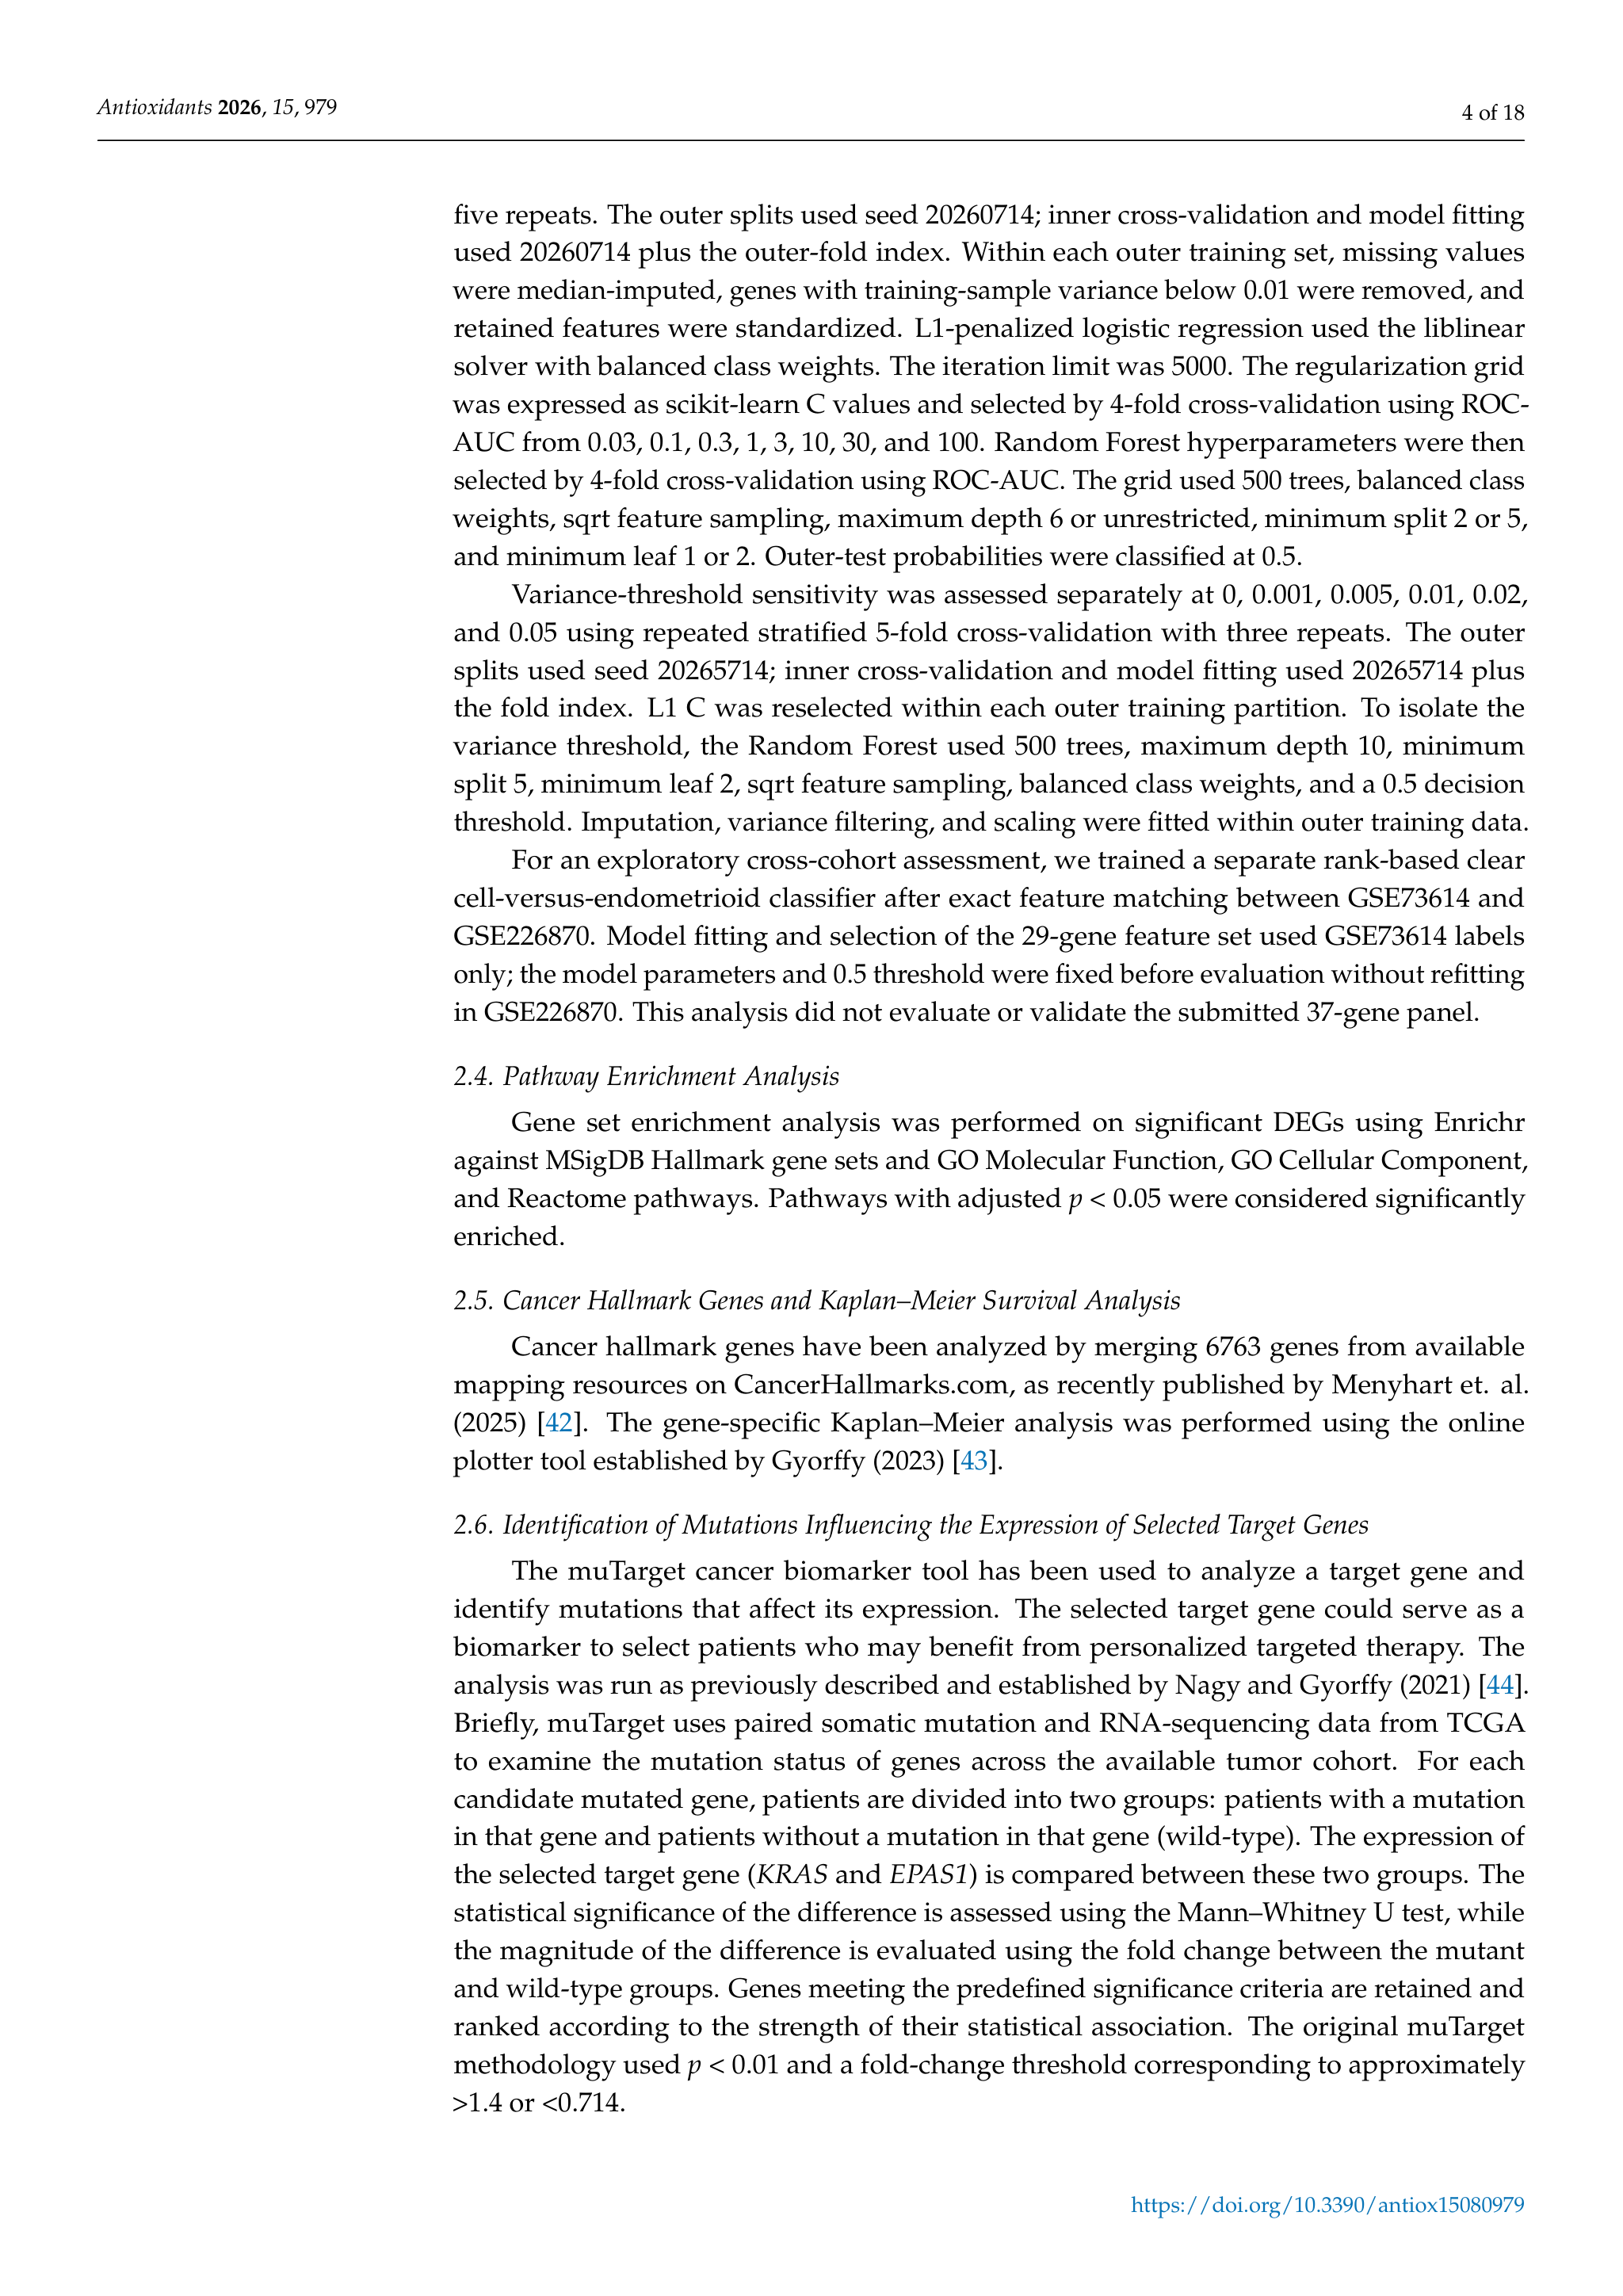 Antioxidants 2026, 15, 979
4 of 18
five repeats. The outer splits used seed 20260714; inner cross-validation and model fitting
used 20260714 plus the outer-fold index. Within each outer training set, missing values
were median-imputed, genes with training-sample variance below 0.01 were removed, and
retained features were standardized. L1-penalized logistic regression used the liblinear
solver with balanced class weights. The iteration limit was 5000. The regularization grid
was expressed as scikit-learn C values and selected by 4-fold cross-validation using ROC-
AUC from 0.03, 0.1, 0.3, 1, 3, 10, 30, and 100. Random Forest hyperparameters were then
selected by 4-fold cross-validation using ROC-AUC. The grid used 500 trees, balanced class
weights, sqrt feature sampling, maximum depth 6 or unrestricted, minimum split 2 or 5,
and minimum leaf 1 or 2. Outer-test probabilities were classified at 0.5.
Variance-threshold sensitivity was assessed separately at 0, 0.001, 0.005, 0.01, 0.02,
and 0.05 using repeated stratified 5-fold cross-validation with three repeats. The outer
splits used seed 20265714; inner cross-validation and model fitting used 20265714 plus
the fold index. L1 C was reselected within each outer training partition. To isolate the
variance threshold, the Random Forest used 500 trees, maximum depth 10, minimum
split 5, minimum leaf 2, sqrt feature sampling, balanced class weights, and a 0.5 decision
threshold. Imputation, variance filtering, and scaling were fitted within outer training data.
For an exploratory cross-cohort assessment, we trained a separate rank-based clear
cell-versus-endometrioid classifier after exact feature matching between GSE73614 and
GSE226870. Model fitting and selection of the 29-gene feature set used GSE73614 labels
only; the model parameters and 0.5 threshold were fixed before evaluation without refitting
in GSE226870. This analysis did not evaluate or validate the submitted 37-gene panel.
2.4. Pathway Enrichment Analysis
Gene set enrichment analysis was performed on significant DEGs using Enrichr
against MSigDB Hallmark gene sets and GO Molecular Function, GO Cellular Component,
and Reactome pathways. Pathways with adjusted p < 0.05 were considered significantly
enriched.
2.5. Cancer Hallmark Genes and Kaplan–Meier Survival Analysis
Cancer hallmark genes have been analyzed by merging 6763 genes from available
mapping resources on CancerHallmarks.com, as recently published by Menyhart et. al.
(2025) [42]. The gene-specific Kaplan–Meier analysis was performed using the online
plotter tool established by Gyorffy (2023) [43].
2.6. Identification of Mutations Influencing the Expression of Selected Target Genes
The muTarget cancer biomarker tool has been used to analyze a target gene and
identify mutations that affect its expression. The selected target gene could serve as a
biomarker to select patients who may benefit from personalized targeted therapy. The
analysis was run as previously described and established by Nagy and Gyorffy (2021) [44].
Briefly, muTarget uses paired somatic mutation and RNA-sequencing data from TCGA
to examine the mutation status of genes across the available tumor cohort. For each
candidate mutated gene, patients are divided into two groups: patients with a mutation
in that gene and patients without a mutation in that gene (wild-type). The expression of
the selected target gene (KRAS and EPAS1) is compared between these two groups. The
statistical significance of the difference is assessed using the Mann–Whitney U test, while
the magnitude of the difference is evaluated using the fold change between the mutant
and wild-type groups. Genes meeting the predefined significance criteria are retained and
ranked according to the strength of their statistical association. The original muTarget
methodology used p < 0.01 and a fold-change threshold corresponding to approximately
>1.4 or <0.714.
https://doi.org/10.3390/antiox15080979